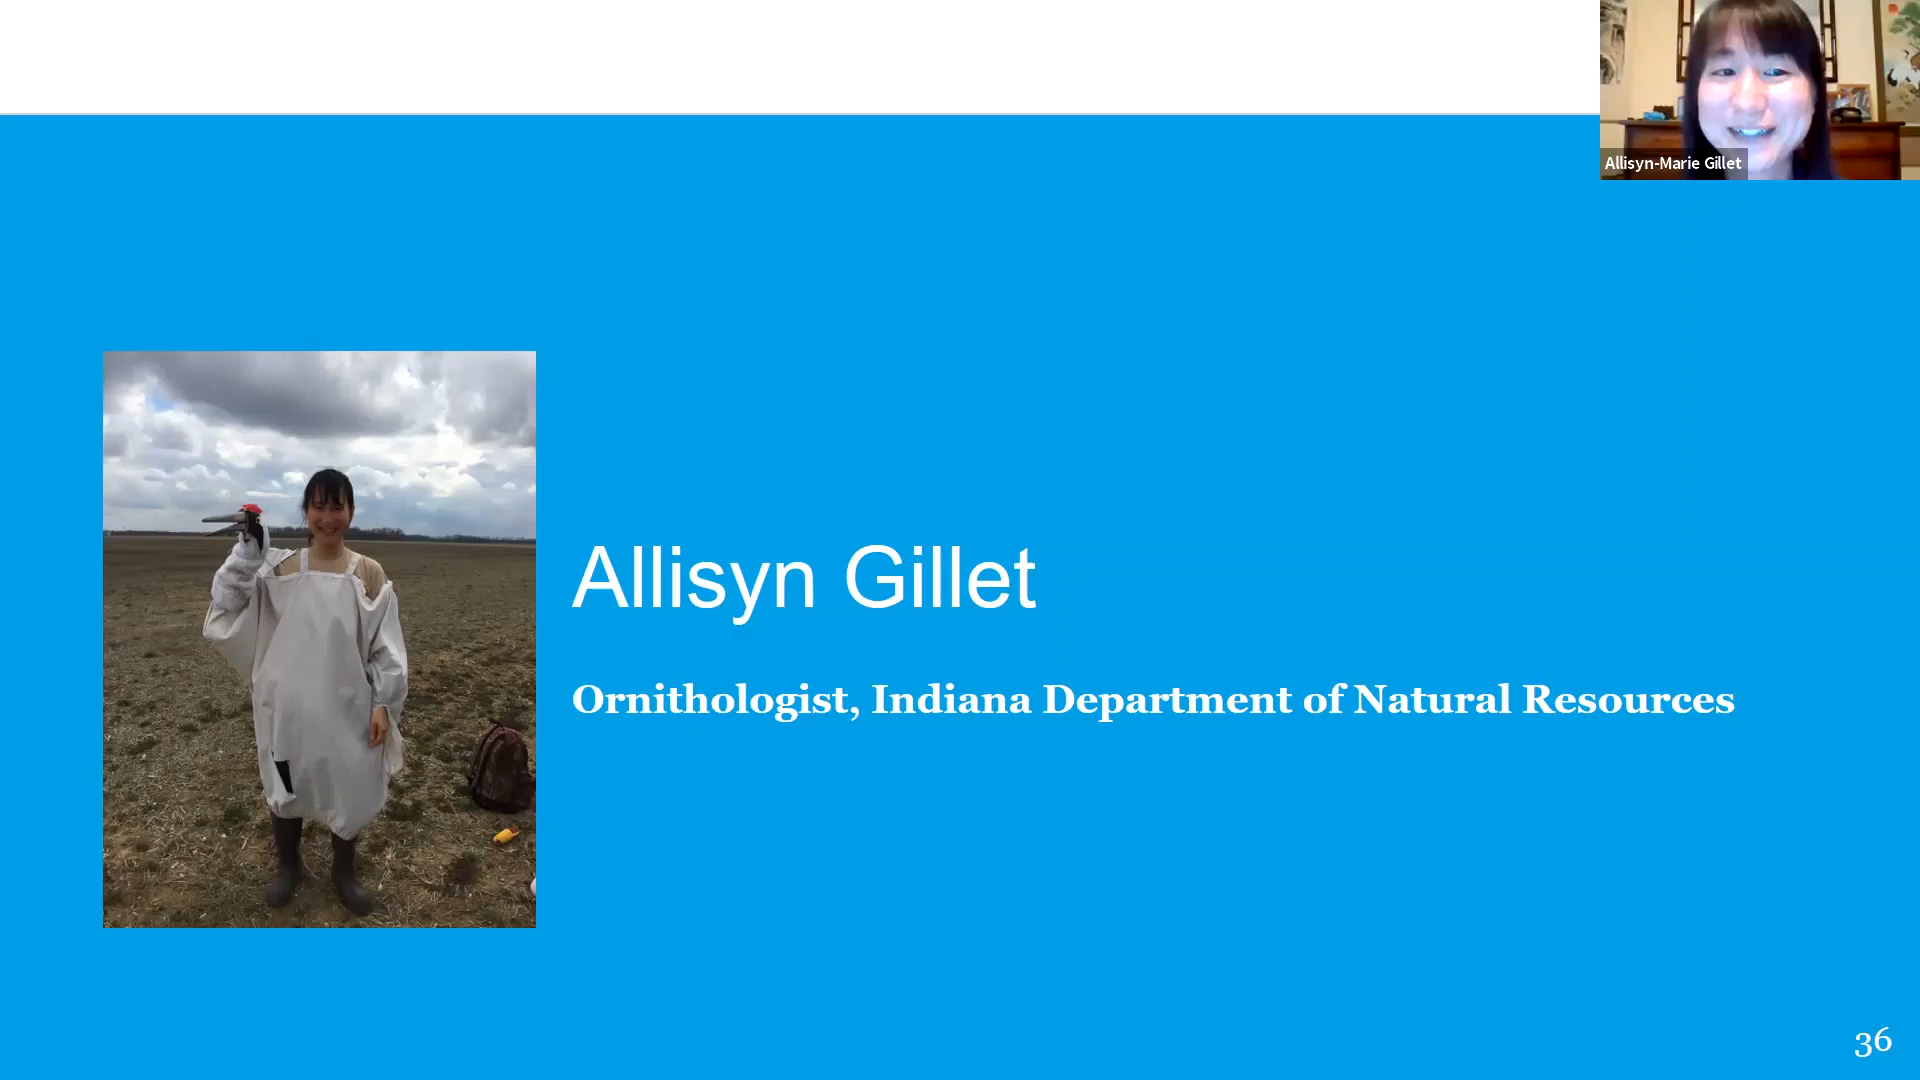 Allisyn-Marie Gillet
Allisyn Gillet
Ornithologist, Indiana Department of Natural Resources
36